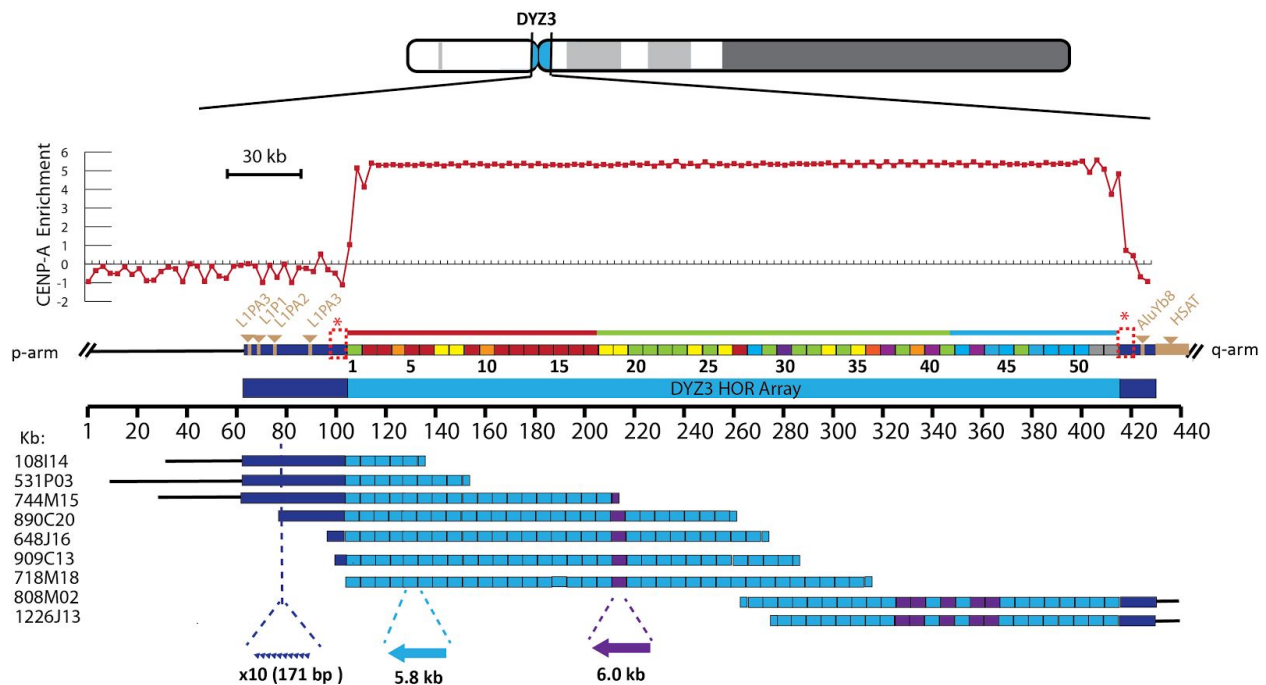 DYZ3
30 kb
CENP-A Enrichment
6
5
4
3
2
1
0
-1
-2
L1PA3
L1P1
L1PA2
L1PA3
*
*
AluYb8
HSAT
p-arm
q-arm
1 5 10 15 20 25 30 35 40 50
DYZ3 HOR Array
1 20 40 60 80 100 120 140 160 180 200 220 240 260 280 300 320 340 360 380 400 420 440
Kb:
108I14
531P03
744M15
890C20
648J16
909C13
718M18
808M02
1226J13
x10 (171 bp )
5.8 kb
6.0 kb